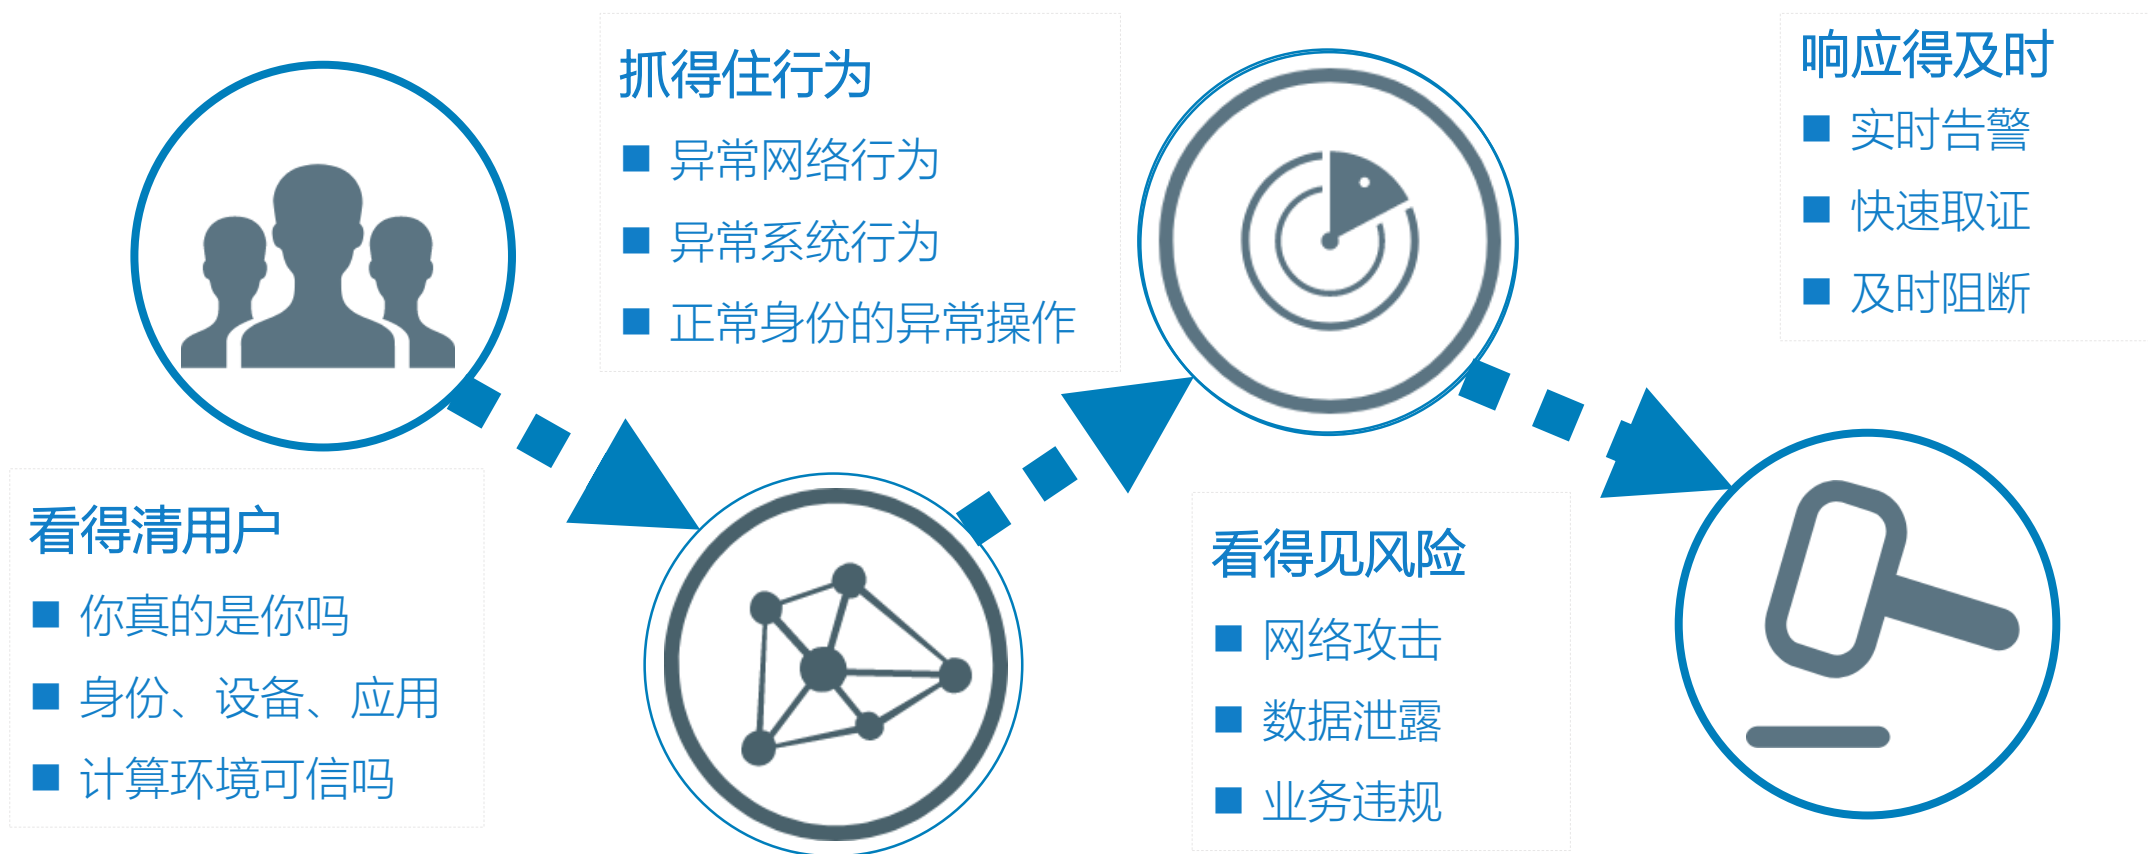 看得清用户
你真的是你吗
身份、设备、应用
计算环境可信吗
抓得住行为
异常网络行为
异常系统行为
正常身份的异常操作
看得见风险
网络攻击
数据泄露
业务违规
响应得及时
实时告警
快速取证
及时阻断